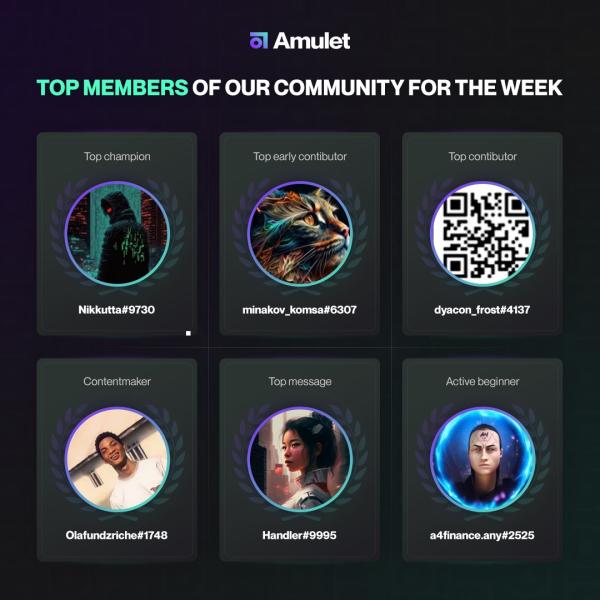 Amulet
TOP MEMBERS OF OUR COMMUNITY FOR THE WEEK
Top champion
Top early contibutor
Top contibutor
Nikkutta#9730
minakov_komsa#6307
dyacon_frost#4137
Contentmaker
Top message
Active beginner
Olafundzriche#1748
Handler#9995
a4finance.any#2525